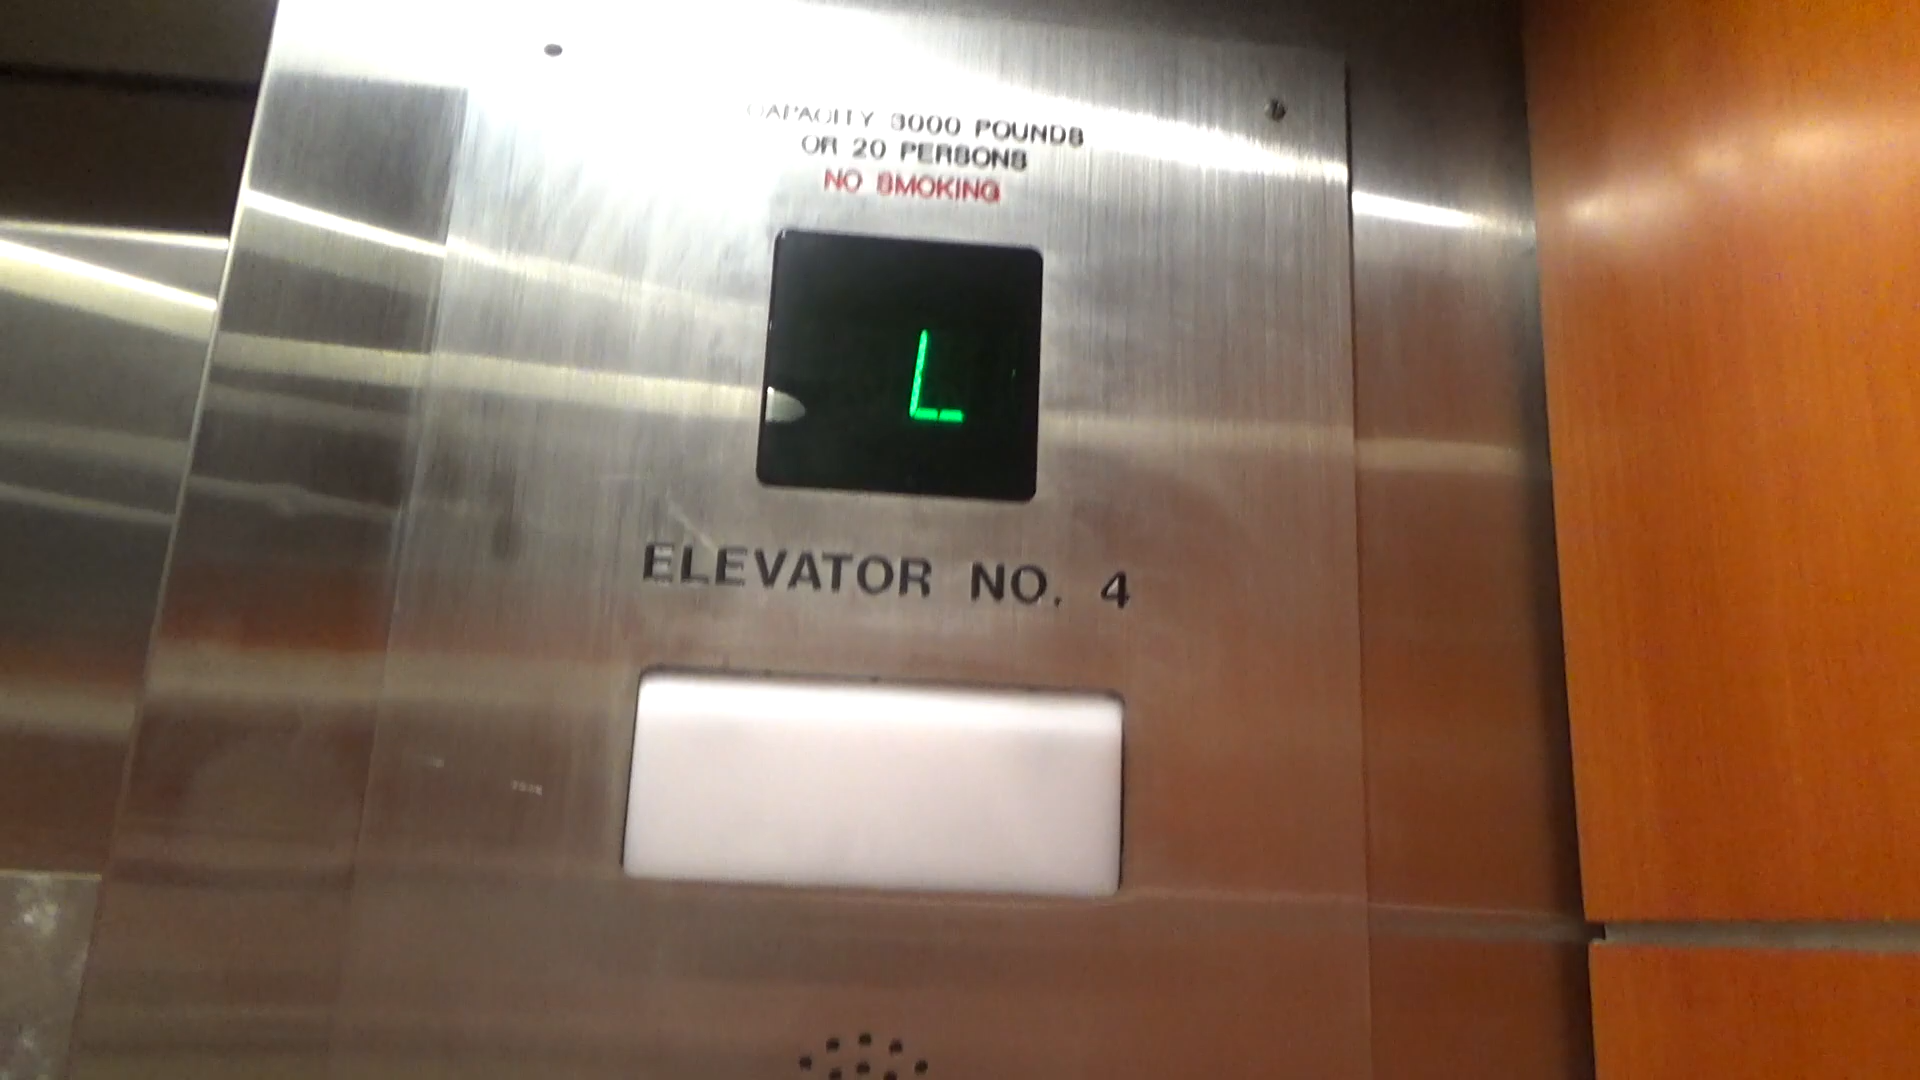 CAPACITY 3000 POUNDS
OR 20 PERSONS
NO SMOKING
L
ELEVATOR NO. 4